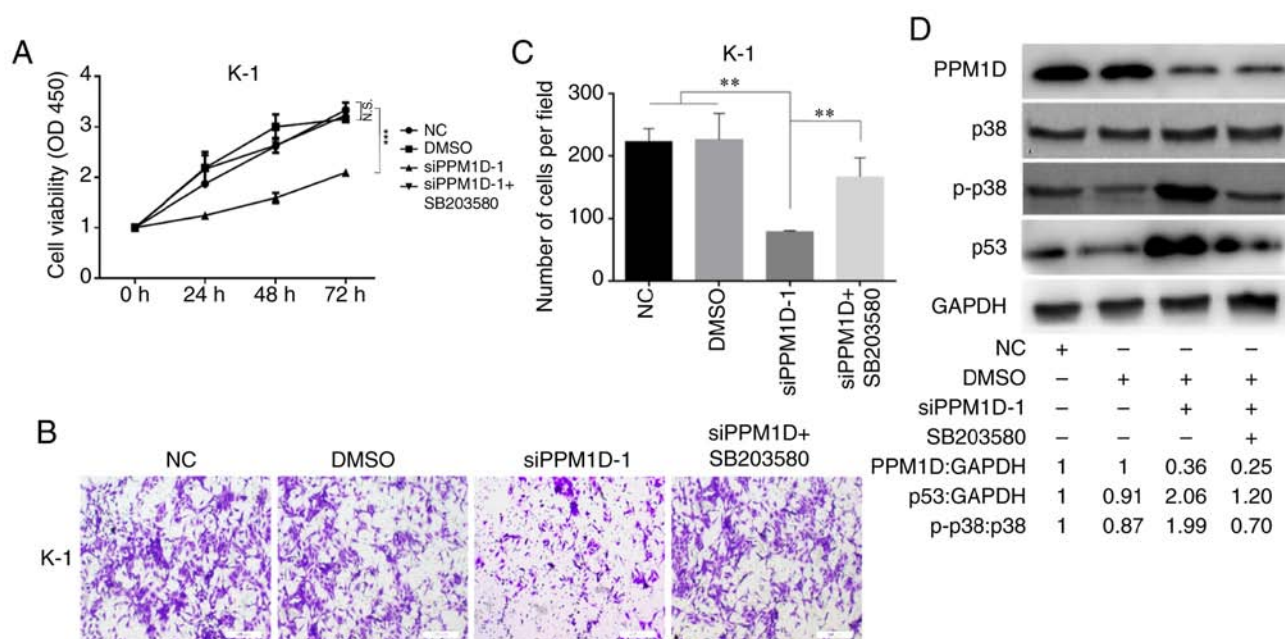 A
K-1
Cell viability (OD 450)
4
3
2
1
0
0 h 24 h 48 h 72 h
N.S.
***
NC
DMSO
siPPM1D-1
siPPM1D-1+
SB203580
C
K-1
Number of cells per field
300
200
100
0
**
**
NC
DMSO
siPPM1D-1
siPPM1D+
SB203580
D
PPM1D
p38
p-p38
p53
GAPDH
NC + – – –
DMSO – + + +
siPPM1D-1 – – + +
SB203580 – – – +
PPM1D:GAPDH 1 1 0.36 0.25
p53:GAPDH 1 0.91 2.06 1.20
p-p38:p38 1 0.87 1.99 0.70
B
NC
DMSO
siPPM1D-1
siPPM1D+
SB203580
K-1